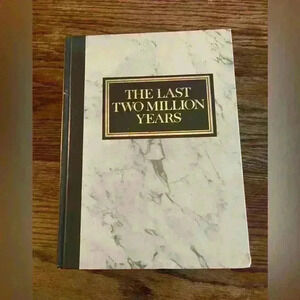 THE LAST
TWO MILLION
YEARS